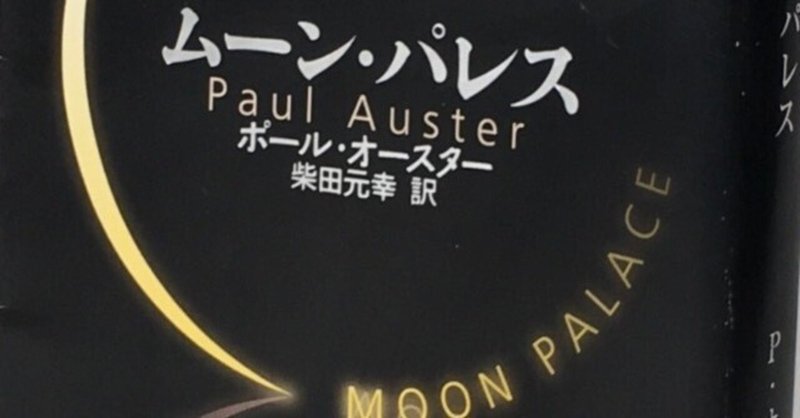 ムーン・パレス
Paul Auster
ポール・オースター
柴田元幸 訳
MOON PALACE
パレス
P・